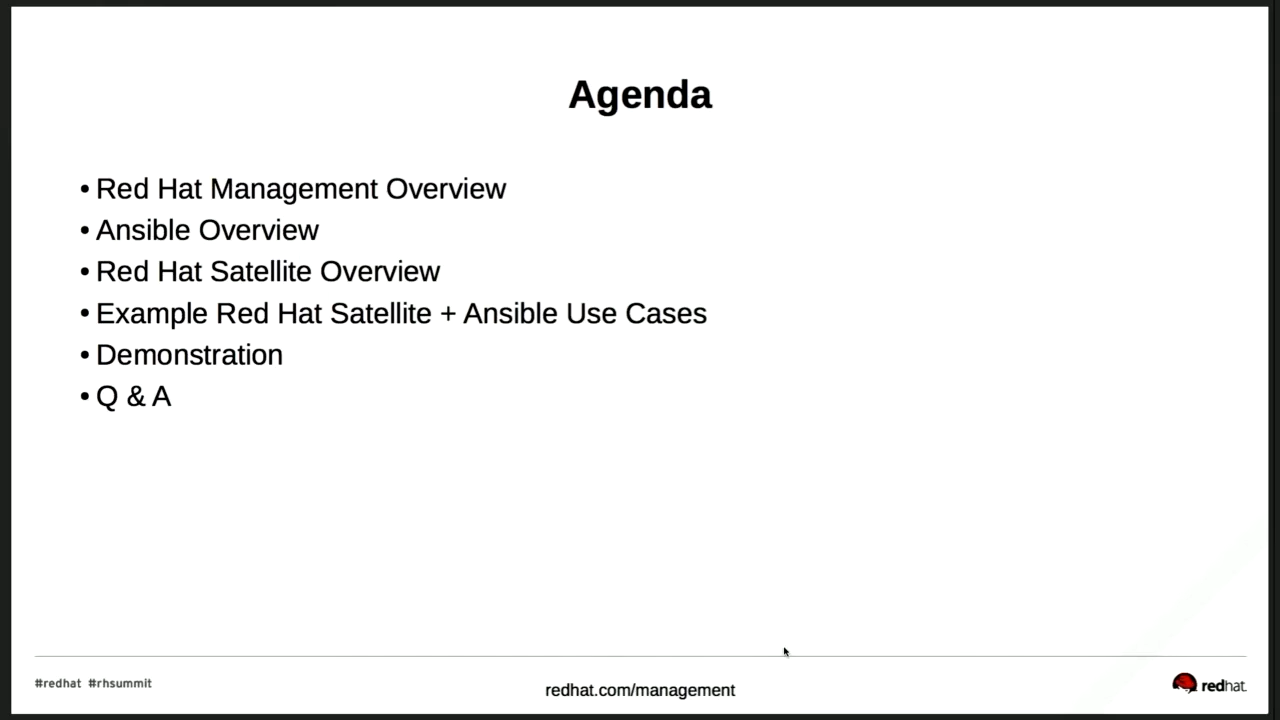 Agenda
• Red Hat Management Overview
• Ansible Overview
• Red Hat Satellite Overview
• Example Red Hat Satellite + Ansible Use Cases
• Demonstration
• Q & A
#redhat #rhsummit
redhat.com/management
redhat.